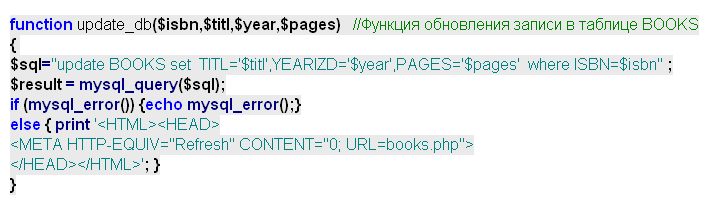 function update_db($isbn,$titl,$year,$pages) //Функция обновления записи в таблице BOOKS
{
$sql="update BOOKS set TITL='$titl',YEARIZD='$year',PAGES='$pages' where ISBN=$isbn" ;
$result = mysql_query($sql);
if (mysql_error()) {echo mysql_error();}
else { print '<HTML><HEAD>
<META HTTP-EQUIV="Refresh" CONTENT="0; URL=books.php">
</HEAD></HTML>'; }
}